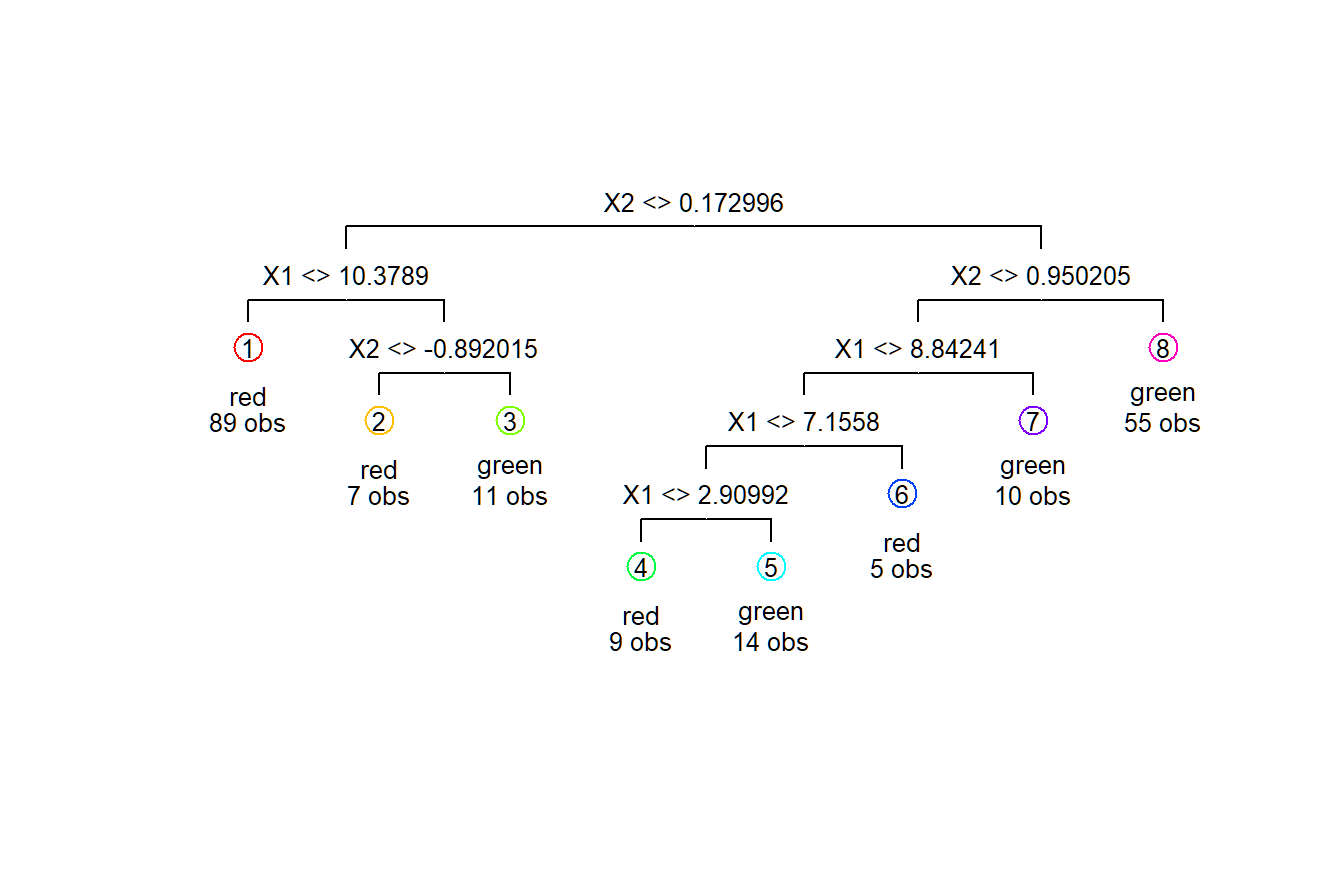 X2 <> 0.172996
X1 <> 10.3789
X2 <> 0.950205
1
X2 <> -0.892015
X1 <> 8.84241
8
red
89 obs
green
55 obs
2
3
X1 <> 7.1558
7
red
7 obs
green
11 obs
green
10 obs
X1 <> 2.90992
6
red
5 obs
4
5
red
9 obs
green
14 obs